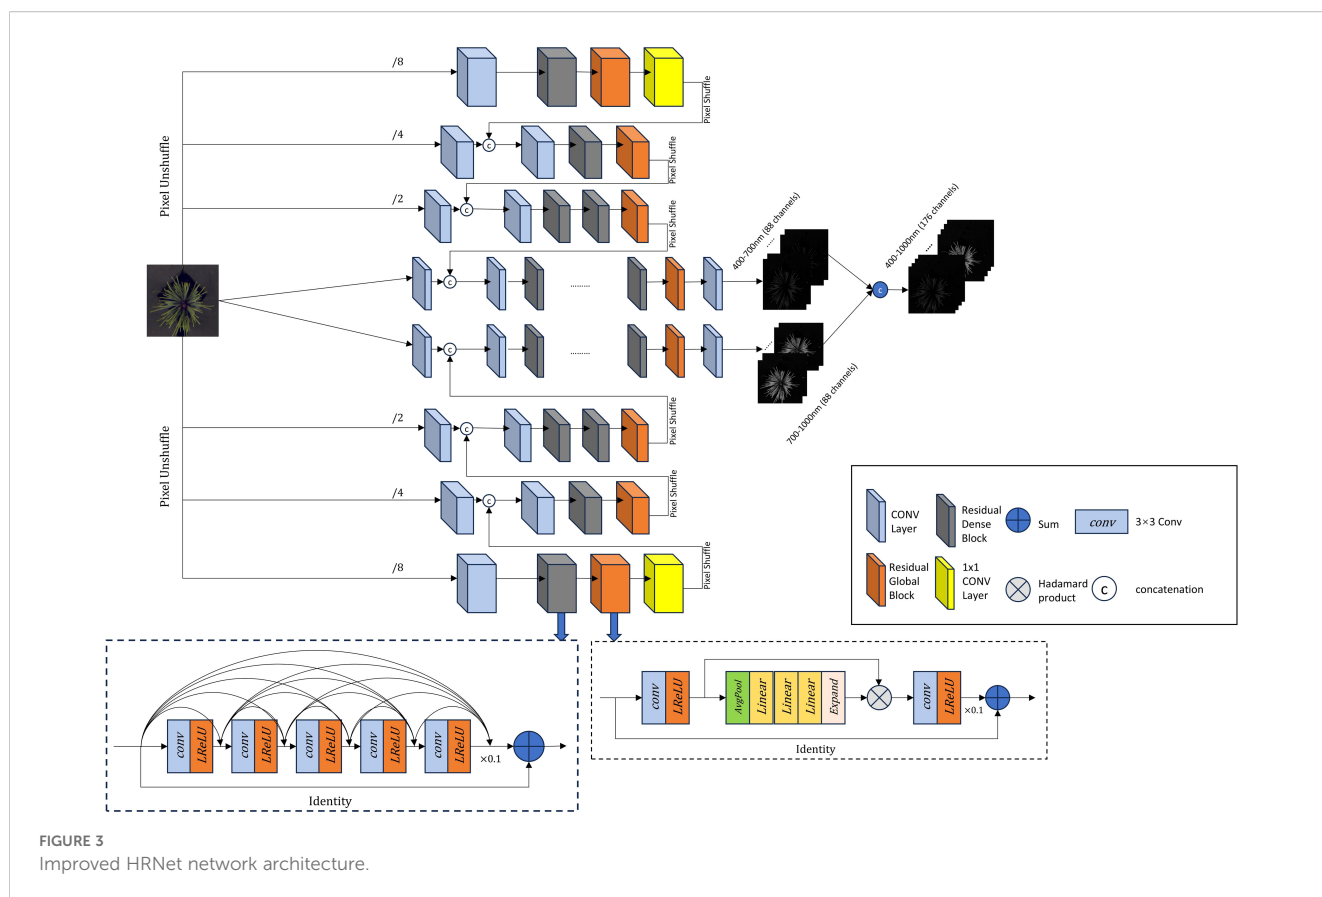 /8
Pixel Shuffle
/4
c
Pixel Shuffle
Pixel Unshuffle
/2
c
Pixel Shuffle
400-700nm (88 channels)
400-1000nm (176 channels)
.....
....
c
.........
c
c
.........
....
700-1000nm (88 channels)
Pixel Shuffle
/2
c
Pixel Unshuffle
Pixel Shuffle
/4
c
Pixel Shuffle
/8
CONV
Layer
Residual
Dense
Block
Sum
conv
3×3 Conv
Residual
Global
Block
1x1
CONV
Layer
Hadamard
product
C
concatenation
conv
LReLU
conv
LReLU
conv
LReLU
conv
LReLU
conv
LReLU
×0.1
Identity
conv
LReLU
AvgPool
Linear
Linear
Linear
Expand
conv
LReLU
×0.1
Identity
FIGURE 3
Improved HRNet network architecture.